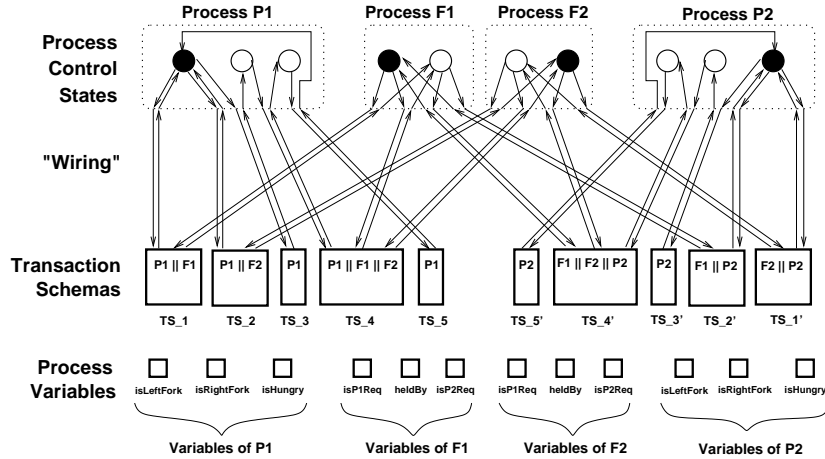 Process P1
Process F1
Process F2
Process P2
Process
Control
States
"Wiring"
Transaction
Schemas
P1 || F1
P1 || F2
P1
P1 || F1 || F2
P1
P2
F1 || F2 || P2
P2
F1 || P2
F2 || P2
TS_1
TS_2
TS_3
TS_4
TS_5
TS_5'
TS_4'
TS_3'
TS_2'
TS_1'
Process
Variables
isLeftFork
isRightFork
isHungry
isP1Req
heldBy
isP2Req
isP1Req
heldBy
isP2Req
isLeftFork
isRightFork
isHungry
Variables of P1
Variables of F1
Variables of F2
Variables of P2